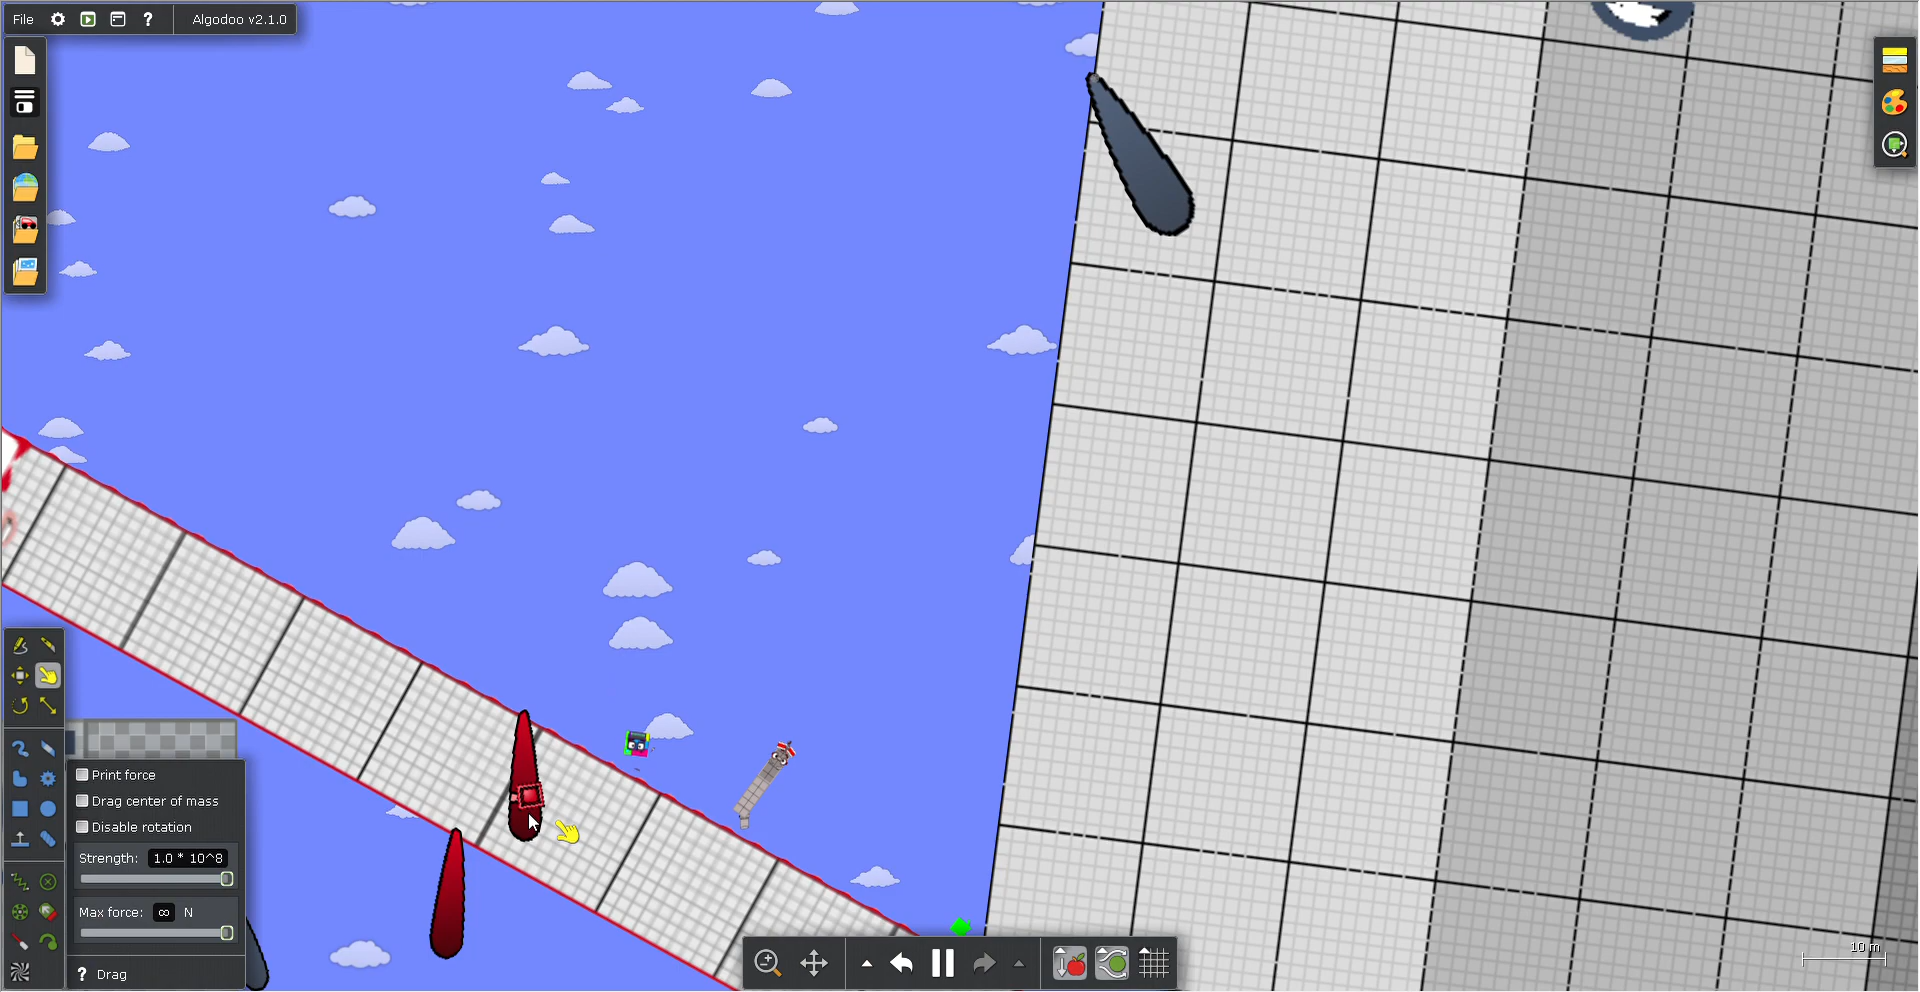 File ? Algodoo v2.1.0
Print force
Drag center of mass
Disable rotation
Strength: 1.0 * 10^8
Max force: ∞ N
? Drag
10 m